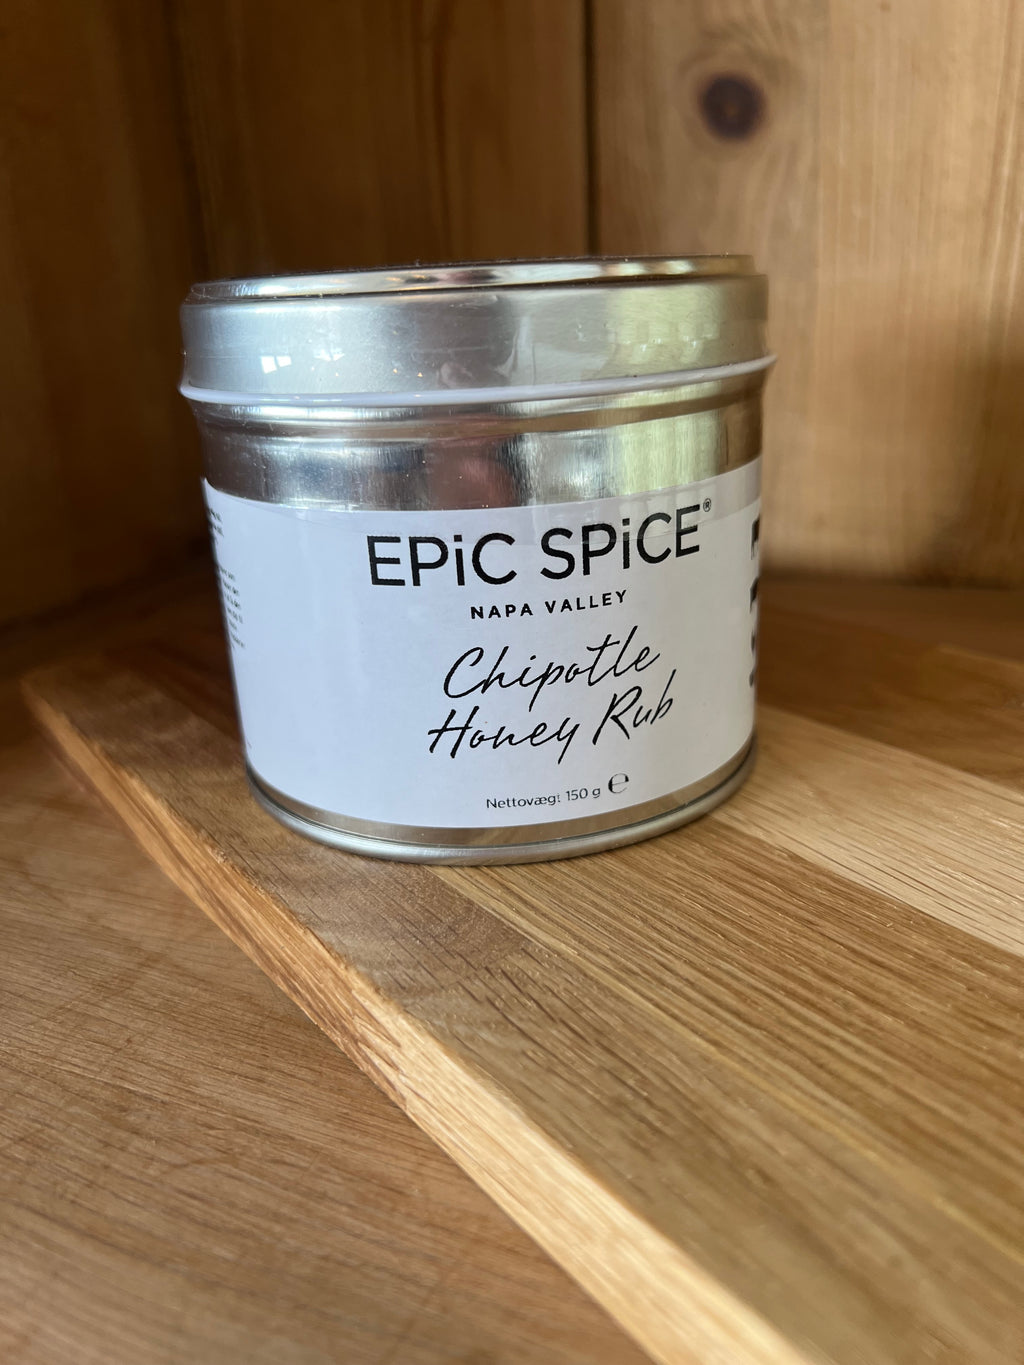 EPiC SPiCE®
NAPA VALLEY
Chipotle
Honey Rub
Nettovægt 150 g ℮